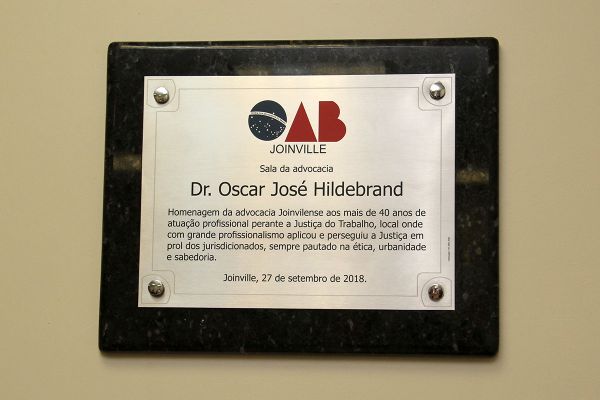 OAB
JOINVILLE
Sala da advocacia
Dr. Oscar José Hildebrand
Homenagem da advocacia Joinvilense aos mais de 40 anos de
atuação profissional perante a Justiça do Trabalho, local onde
com grande profissionalismo aplicou e perseguiu a Justiça em
prol dos jurisdicionados, sempre pautado na ética, urbanidade
e sabedoria.
Joinville, 27 de setembro de 2018.